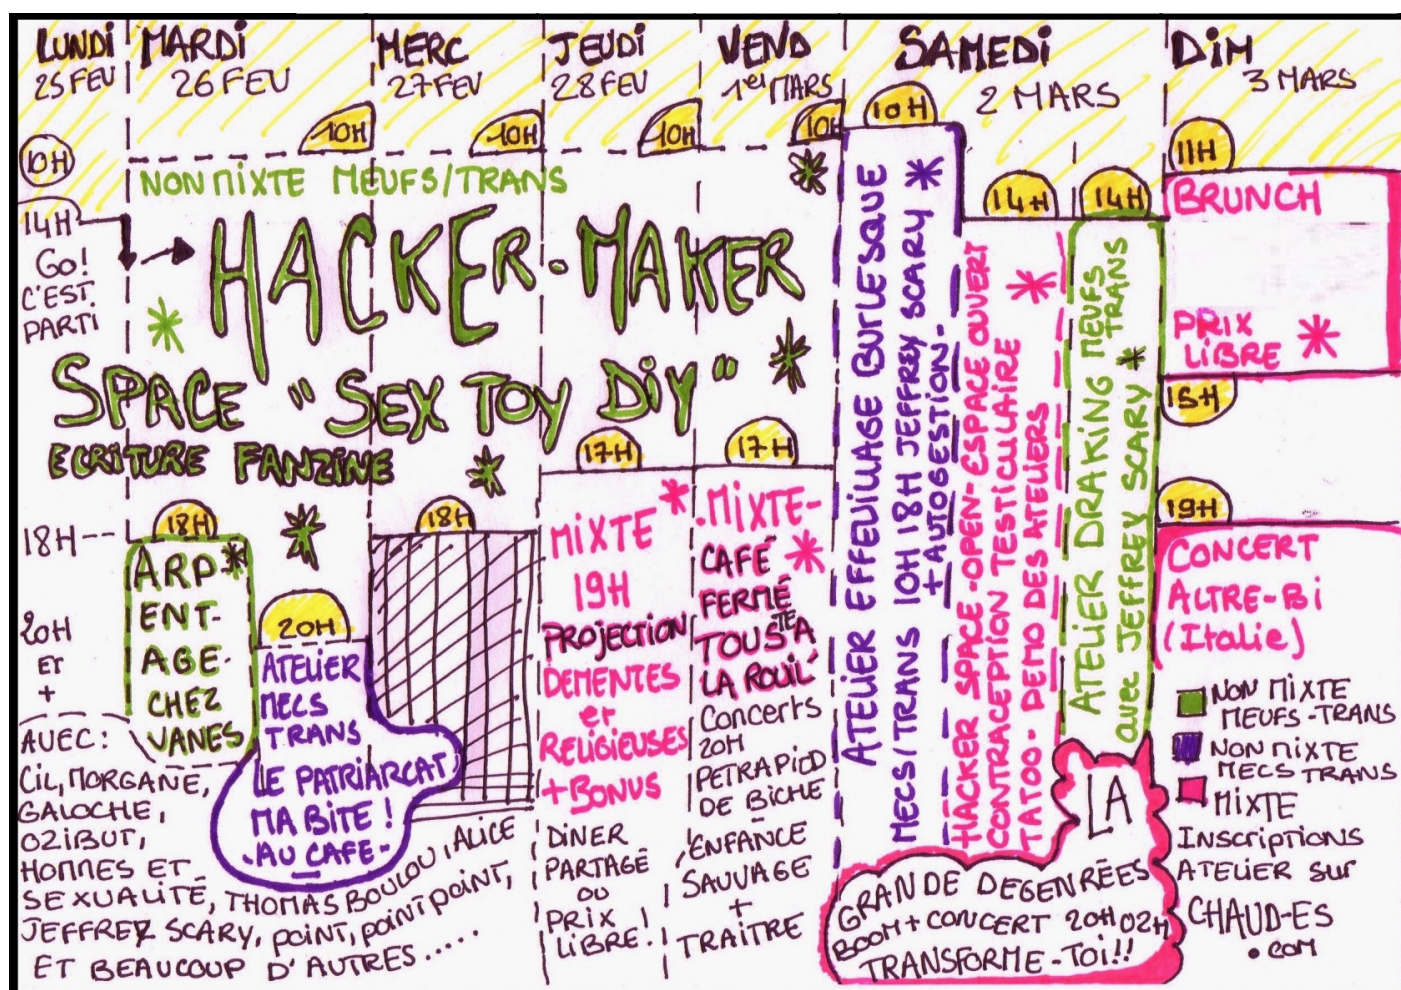 LUNDI
25 FEV
MARDI
26 FEV
MERC
27 FEV
JEUDI
28 FEV
VEND
1er MARS
SAMEDI
2 MARS
DIM
3 MARS
10H
10H
10H
10H
10H
10H
14H
GO!
C'EST
PARTI
NON MIXTE MEUFS/TRANS
HACKER-MAKER
SPACE "SEX TOY DIY"
ECRITURE FANZINE
18H--
20H
ET
+
18H
ARP
ENT-
AGE-
CHEZ
VANES
20H
ATELIER
MECS
TRANS
LE PATRIARCAT
MA BITE !
-AU CAFE-
18H
17H
MIXTE
19H
PROJECTION
DEMENTES
et
RELIGIEUSES
+BONUS
DINER
PARTAGÉ
OU
PRIX
LIBRE !
17H
-MIXTE-
CAFÉ
FERMÉ
TOUSTE A
LA ROUIL'
CONCERTS
20H
PETRA PIED
DE BICHE
ENFANCE
SAUVAGE
+
TRAITRE
ATELIER EFFEUILLAGE BURLESQUE
MECS/TRANS 10H 18H JEFFREY SCARY
+ AUTOGESTION-
14H
HACKER SPACE-OPEN-ESPACE OUVERT
CONTRACEPTION TESTICULAIRE
TATOO-DEMO DES ATELIERS
14H
ATELIER DRAKING MEUFS
TRANS
avec JEFFREY SCARY
LA
GRANDE DEGENRÉES
BOOM+CONCERT 20H 02H
TRANSFORME-TOI!!
11H
BRUNCH
PRIX
LIBRE
15H
19H
CONCERT
ALTRE-Bi
(Italie)
NON MIXTE
MEUFS-TRANS
NON MIXTE
MECS TRANS
MIXTE
Inscriptions
ATELIER sur
CHAUD-ES
.com
AVEC:
CIL, MORGANE,
GALOCHE,
OZIBUT,
HOMMES ET
SEXUALITÉ, THOMAS BOULOU, ALICE
JEFFREY SCARY, POINT, POINT POINT,
ET BEAUCOUP D'AUTRES.....